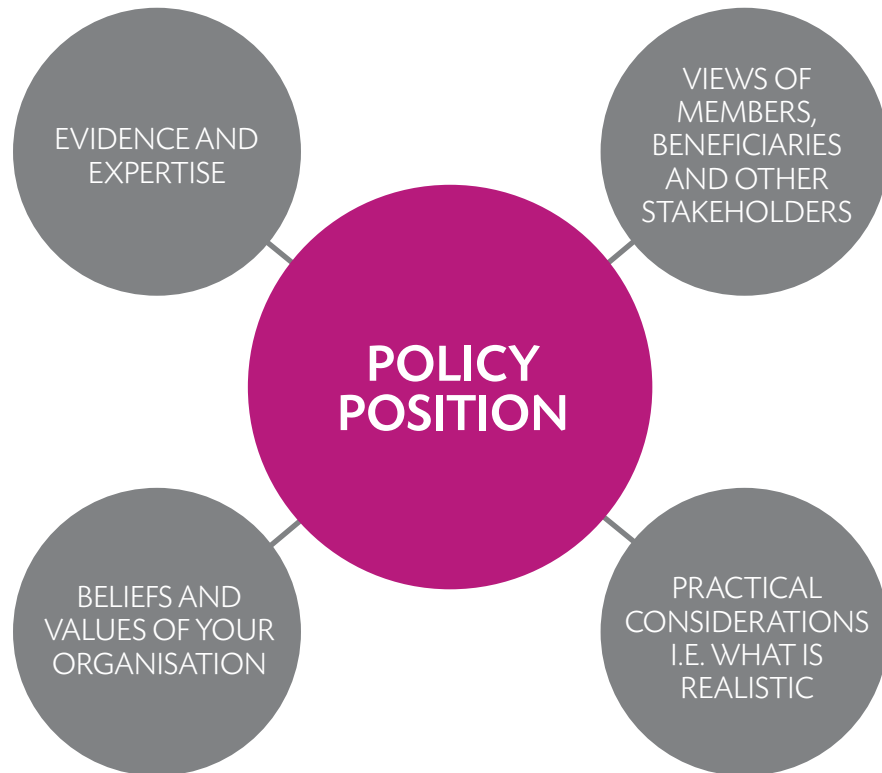 EVIDENCE AND
EXPERTISE
VIEWS OF
MEMBERS,
BENEFICIARIES
AND OTHER
STAKEHOLDERS
POLICY
POSITION
BELIEFS AND
VALUES OF YOUR
ORGANISATION
PRACTICAL
CONSIDERATIONS
I.E. WHAT IS
REALISTIC